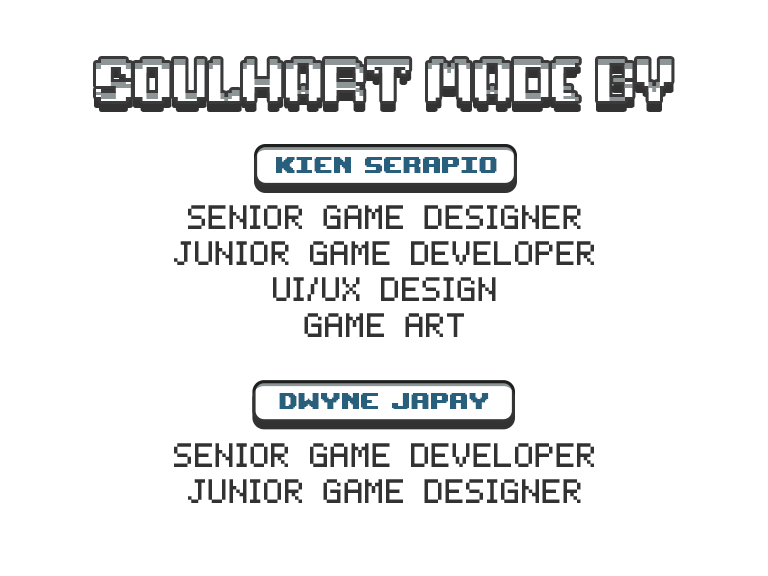 SOULHART MADE BY
KIEN SERAPIO
SENIOR GAME DESIGNER
JUNIOR GAME DEVELOPER
UI/UX DESIGN
GAME ART
DWYNE JAPAY
SENIOR GAME DEVELOPER
JUNIOR GAME DESIGNER